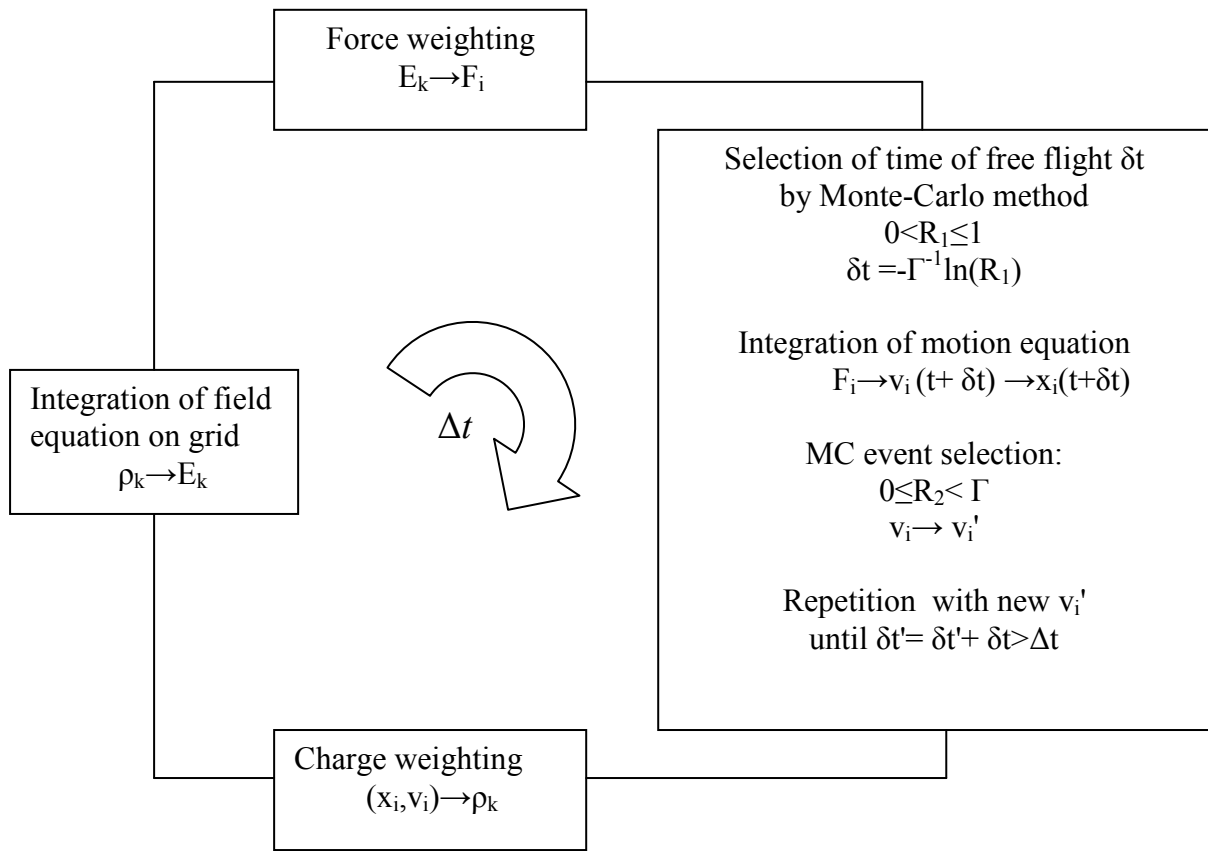 Force weighting
Eₖ→Fᵢ
Selection of time of free flight δt
by Monte-Carlo method
0<R₁≤1
δt =-Γ⁻¹ln(R₁)
Integration of motion equation
Fᵢ→vᵢ (t+ δt) →xᵢ(t+δt)
MC event selection:
0≤R₂< Γ
vᵢ→ vᵢ'
Repetition with new vᵢ'
until δt'= δt'+ δt>Δt
Δt
Integration of field
equation on grid
ρₖ→Eₖ
Charge weighting
(xᵢ,vᵢ)→ρₖ